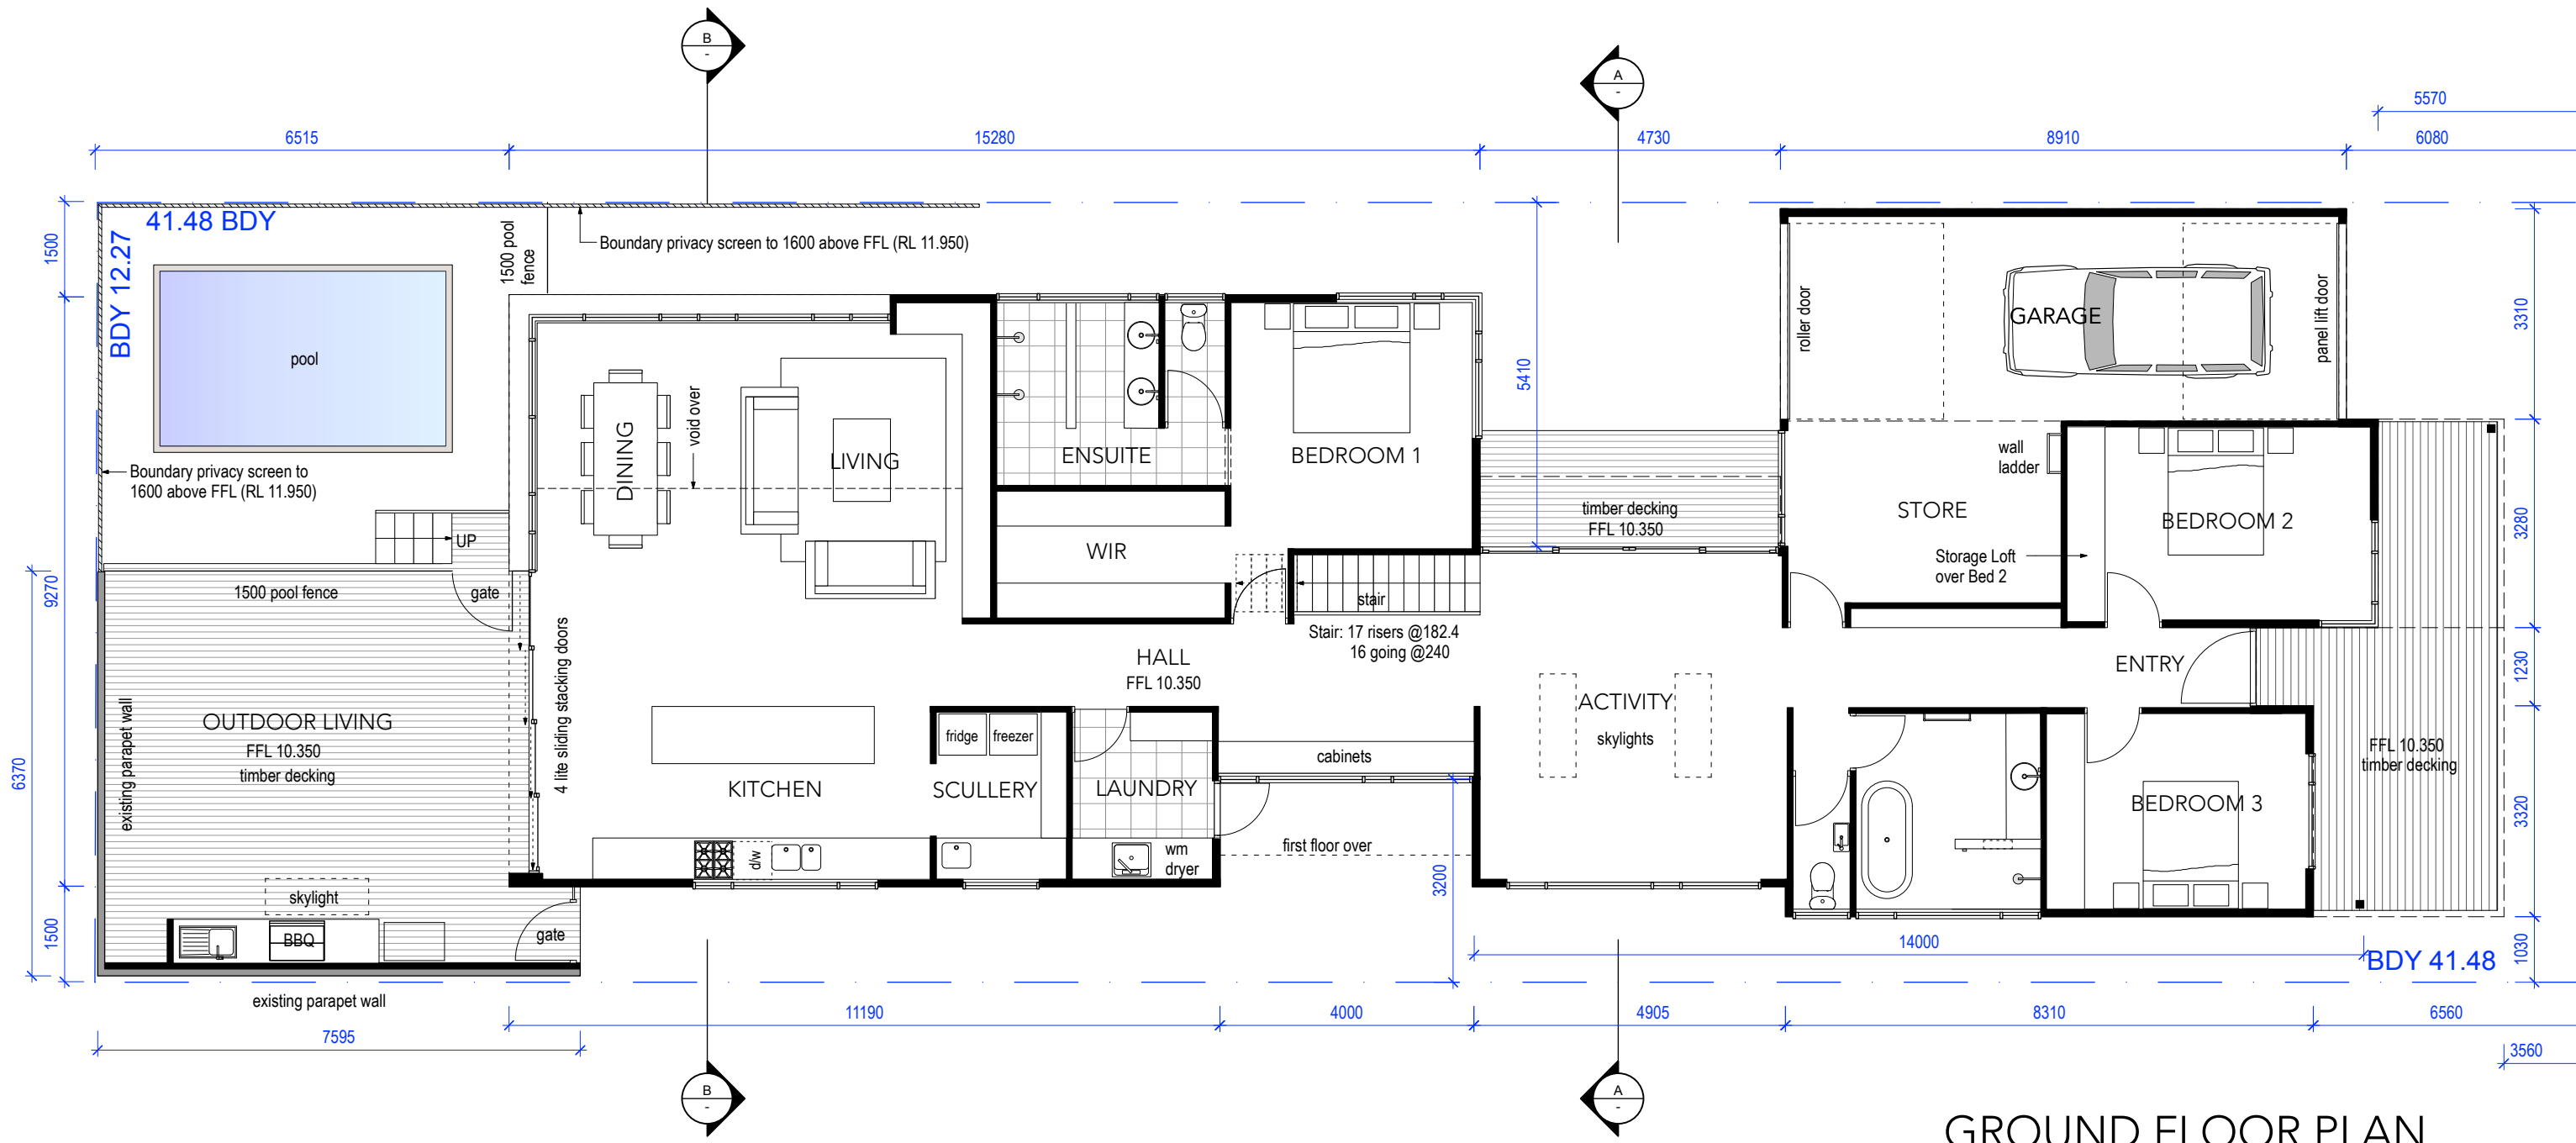 B
-
A
-
5570
6515
15280
4730
8910
6080
41.48 BDY
BDY 12.27
1500
1500 pool
fence
Boundary privacy screen to 1600 above FFL (RL 11.950)
pool
Boundary privacy screen to
1600 above FFL (RL 11.950)
UP
1500 pool fence
gate
9270
6370
1500
DINING
void over
LIVING
ENSUITE
BEDROOM 1
WIR
5410
timber decking
FFL 10.350
roller door
GARAGE
panel lift door
3310
wall
ladder
STORE
Storage Loft
over Bed 2
BEDROOM 2
3280
stair
Stair: 17 risers @182.4
16 going @240
HALL
FFL 10.350
ENTRY
1230
4 lite sliding stacking doors
existing parapet wall
OUTDOOR LIVING
FFL 10.350
timber decking
ACTIVITY
skylights
fridge
freezer
cabinets
KITCHEN
SCULLERY
LAUNDRY
FFL 10.350
timber decking
BEDROOM 3
3320
d/w
wm
dryer
first floor over
3200
skylight
BBQ
gate
14000
1030
BDY 41.48
existing parapet wall
11190
4000
4905
8310
6560
7595
3560
B
-
A
-
GROUND FLOOR PLAN